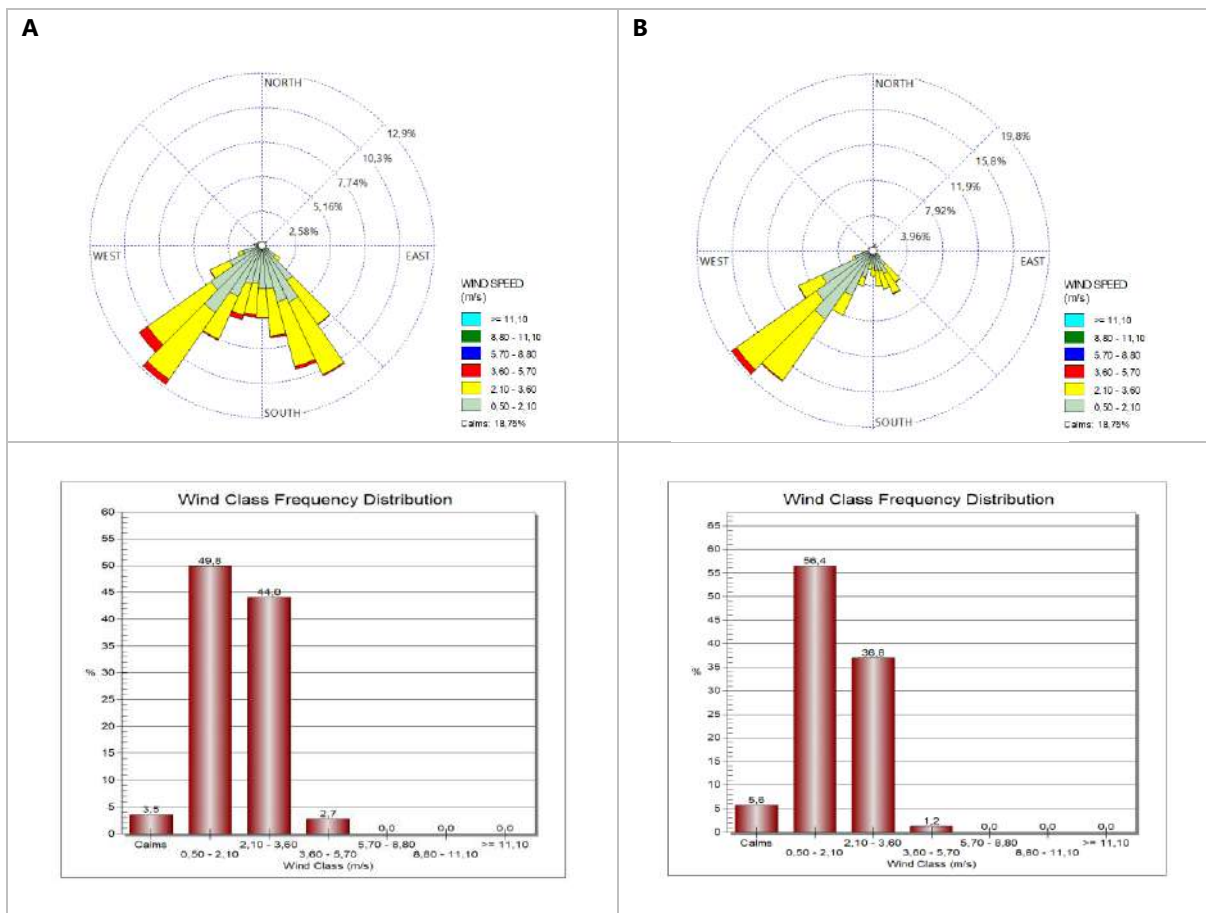 A
NORTH
12,9%
10,3%
7,74%
5,16%
2,58%
WEST
EAST
SOUTH
WIND SPEED
(m/s)
>= 11,10
8,80 - 11,10
5,70 - 8,80
3,60 - 5,70
2,10 - 3,60
0,50 - 2,10
Calms: 18,75%
B
NORTH
19,8%
15,8%
11,9%
7,92%
3,96%
WEST
EAST
SOUTH
WIND SPEED
(m/s)
>= 11,10
8,80 - 11,10
5,70 - 8,80
3,60 - 5,70
2,10 - 3,60
0,50 - 2,10
Calms: 18,75%
Wind Class Frequency Distribution
60
55
50
45
40
35
30
25
20
15
10
5
0
%
3,5
49,8
44,0
2,7
0,0
0,0
0,0
Calms
0,50 - 2,10
2,10 - 3,60
3,60 - 5,70
5,70 - 8,80
8,80 - 11,10
>= 11,10
Wind Class (m/s)
Wind Class Frequency Distribution
65
60
55
50
45
40
35
30
25
20
15
10
5
0
%
5,6
56,4
36,8
1,2
0,0
0,0
0,0
Calms
0,50 - 2,10
2,10 - 3,60
3,60 - 5,70
5,70 - 8,80
8,80 - 11,10
>= 11,10
Wind Class (m/s)